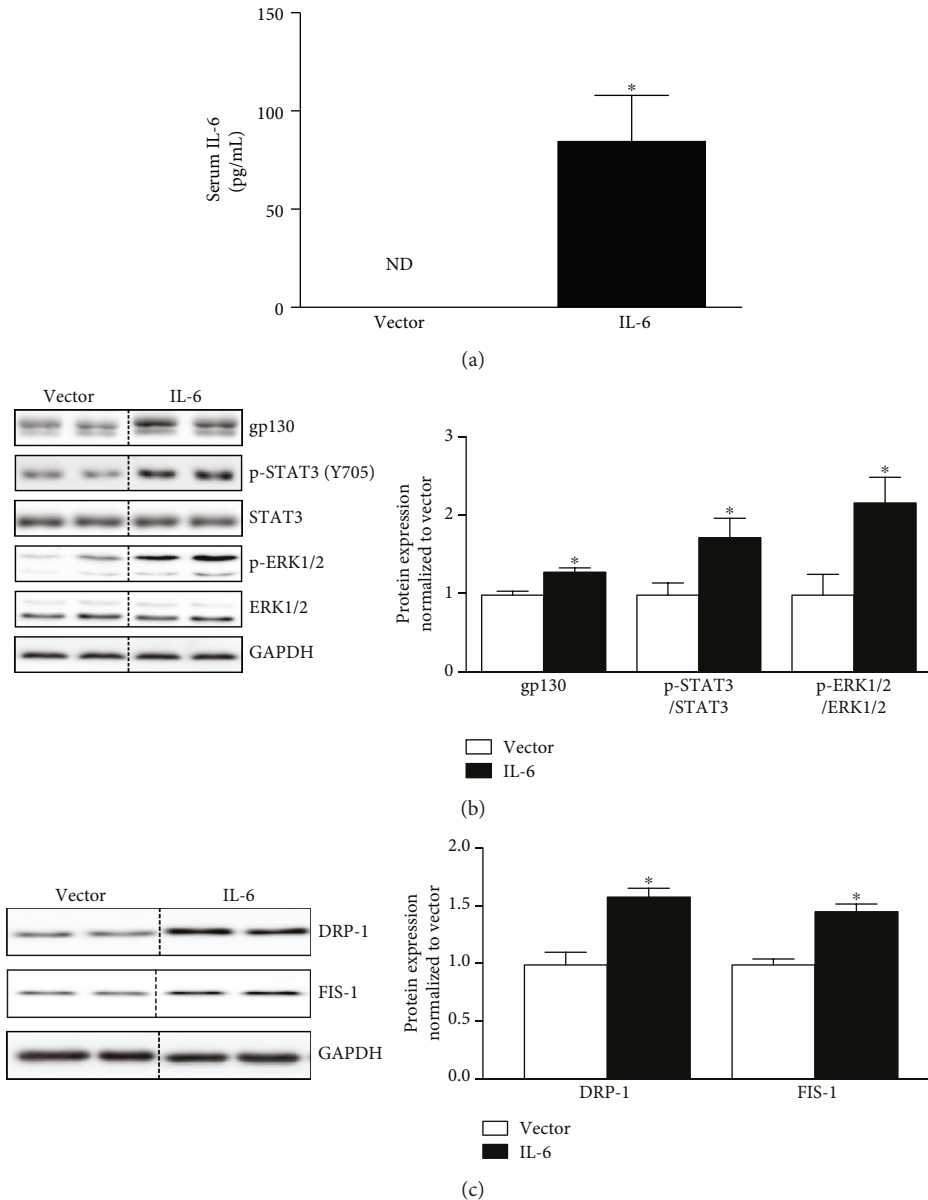 150
100
50
0
Serum IL-6
(pg/mL)
*
ND
Vector
IL-6
(a)
Vector
IL-6
gp130
p-STAT3 (Y705)
STAT3
p-ERK1/2
ERK1/2
GAPDH
3
2
1
0
Protein expression
normalized to vector
*
*
*
gp130
p-STAT3
/STAT3
p-ERK1/2
/ERK1/2
Vector
IL-6
(b)
Vector
IL-6
DRP-1
FIS-1
GAPDH
2.0
1.5
1.0
0.5
0.0
Protein expression
normalized to vector
*
*
DRP-1
FIS-1
Vector
IL-6
(c)